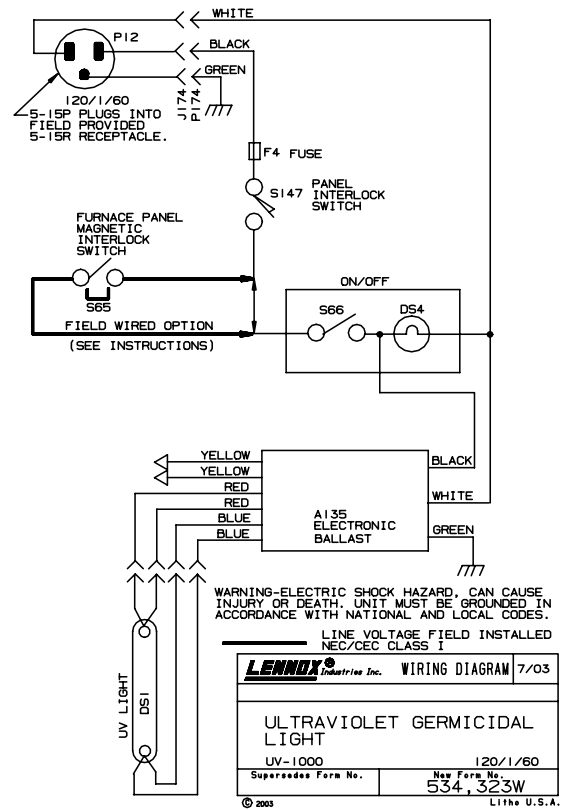 WHITE
P12
BLACK
GREEN
120/1/60
5-15P PLUGS INTO
FIELD PROVIDED
5-15R RECEPTACLE.
J174
P174
F4 FUSE
S147 PANEL
INTERLOCK
SWITCH
FURNACE PANEL
MAGNETIC
INTERLOCK
SWITCH
S65
ON/OFF
S66
DS4
FIELD WIRED OPTION
(SEE INSTRUCTIONS)
YELLOW
YELLOW
RED
RED
BLUE
BLUE
BLACK
WHITE
GREEN
A135
ELECTRONIC
BALLAST
WARNING-ELECTRIC SHOCK HAZARD, CAN CAUSE
INJURY OR DEATH. UNIT MUST BE GROUNDED IN
ACCORDANCE WITH NATIONAL AND LOCAL CODES.
LINE VOLTAGE FIELD INSTALLED
NEC/CEC CLASS I
UV LIGHT
DS1
LENNOX® Industries Inc.
WIRING DIAGRAM
7/03
ULTRAVIOLET GERMICIDAL
LIGHT
UV-1000
120/1/60
Supersedes Form No.
New Form No.
534,323W
© 2003
Litho U.S.A.